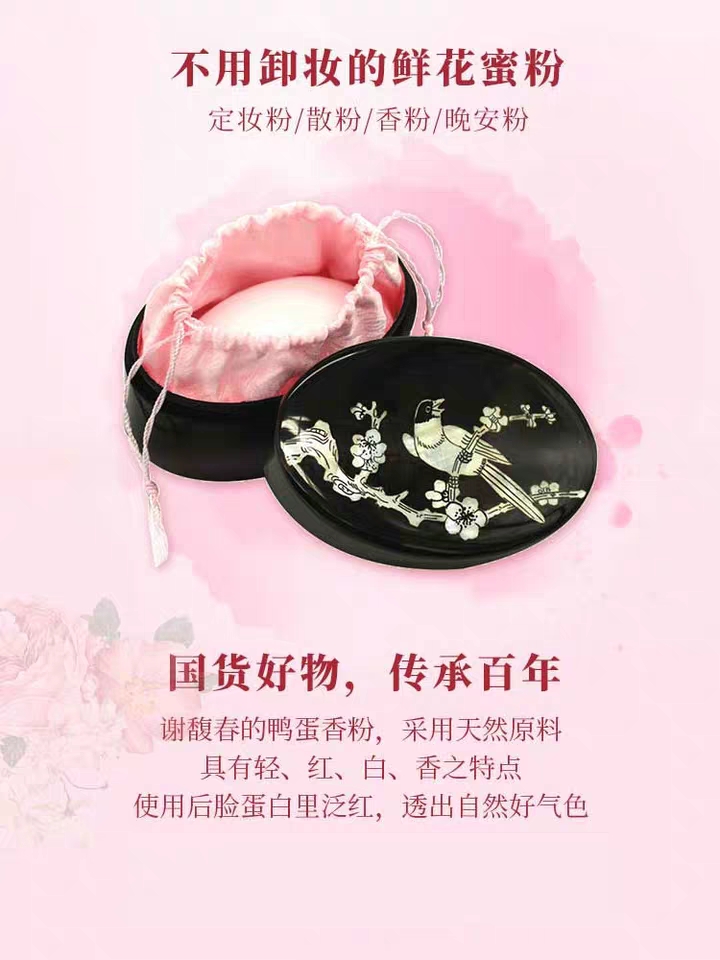 不用卸妆的鲜花蜜粉
定妆粉/散粉/香粉/晚安粉
国货好物，传承百年
谢馥春的鸭蛋香粉，采用天然原料
具有轻、红、白、香之特点
使用后脸蛋白里泛红，透出自然好气色